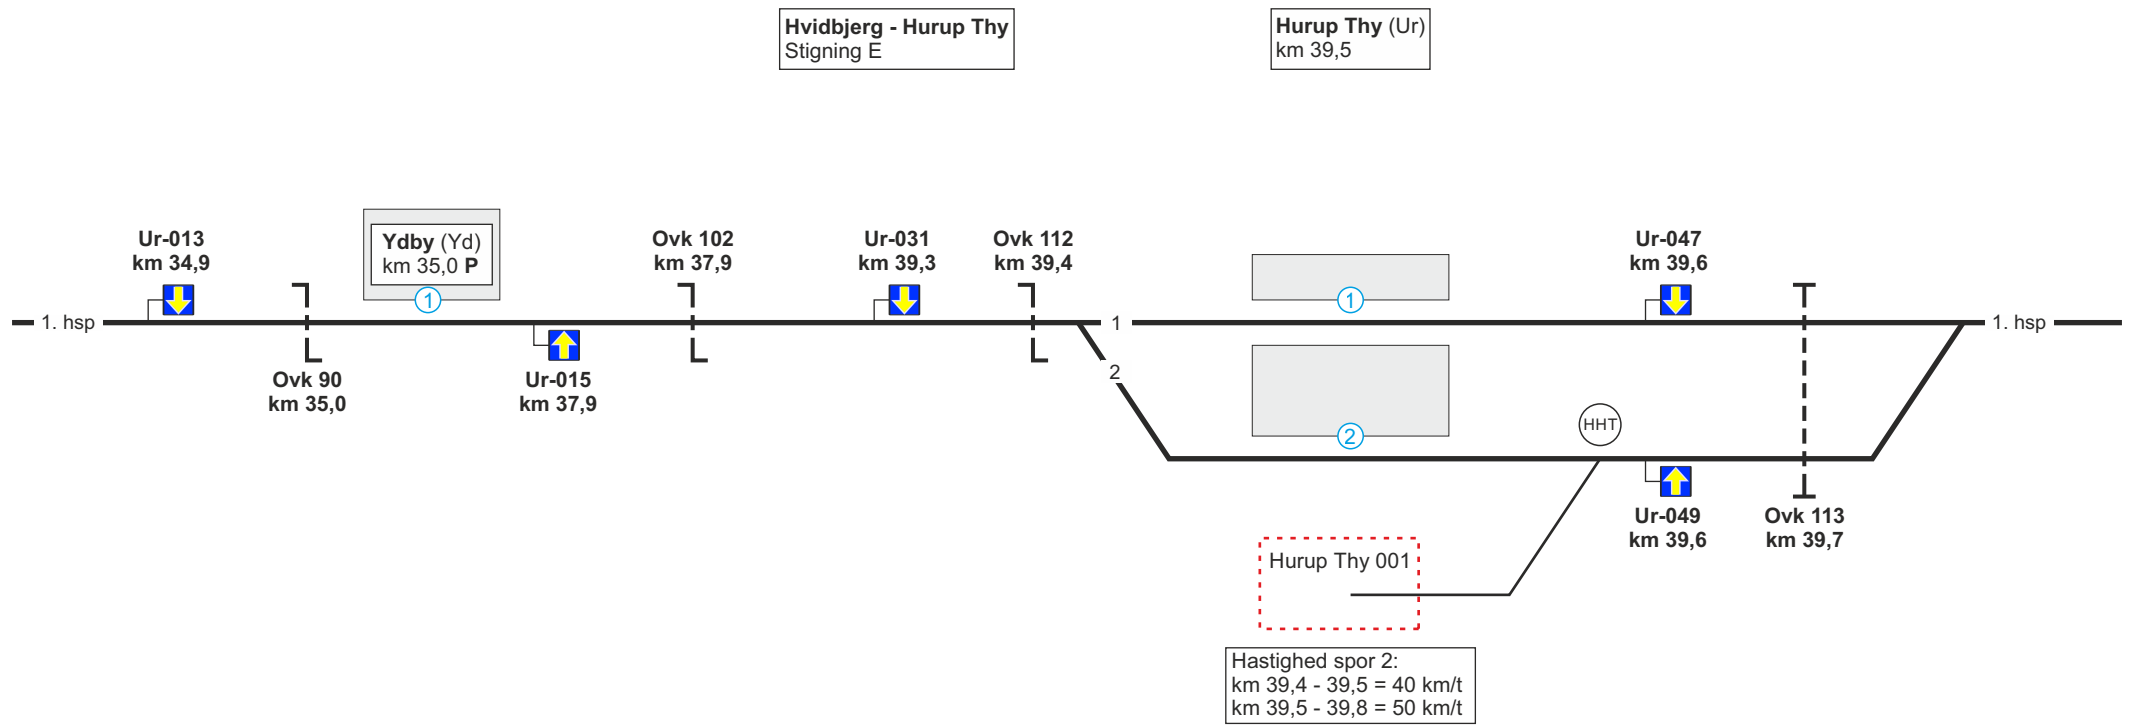 Hvidbjerg - Hurup Thy
Stigning E
Hurup Thy (Ur)
km 39,5
Ur-013
km 34,9
Ydby (Yd)
km 35,0 P
1
Ovk 102
km 37,9
Ur-031
km 39,3
Ovk 112
km 39,4
1
Ur-047
km 39,6
1. hsp
1
1. hsp
Ovk 90
km 35,0
Ur-015
km 37,9
2
2
HHT
Ur-049
km 39,6
Ovk 113
km 39,7
Hurup Thy 001
Hastighed spor 2:
km 39,4 - 39,5 = 40 km/t
km 39,5 - 39,8 = 50 km/t